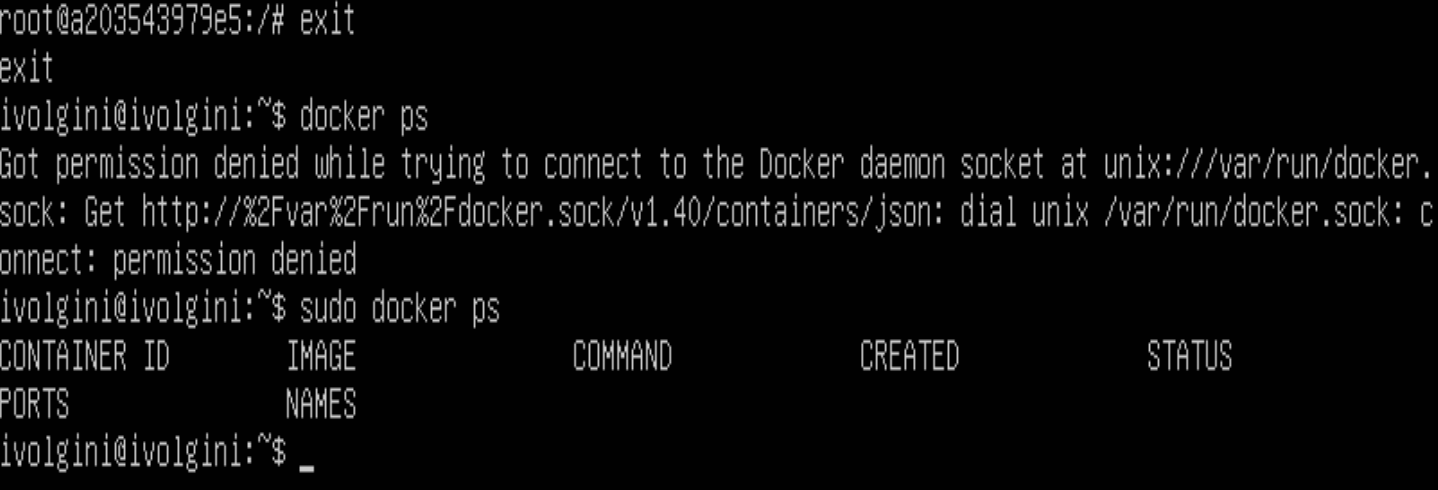 root@a203543979e5:/# exit
exit
ivolgini@ivolgini:~$ docker ps
Got permission denied while trying to connect to the Docker daemon socket at unix:///var/run/docker.
sock: Get http://%2Fvar%2Frun%2Fdocker.sock/v1.40/containers/json: dial unix /var/run/docker.sock: c
onnect: permission denied
ivolgini@ivolgini:~$ sudo docker ps
CONTAINER ID        IMAGE               COMMAND             CREATED             STATUS
PORTS               NAMES
ivolgini@ivolgini:~$ _